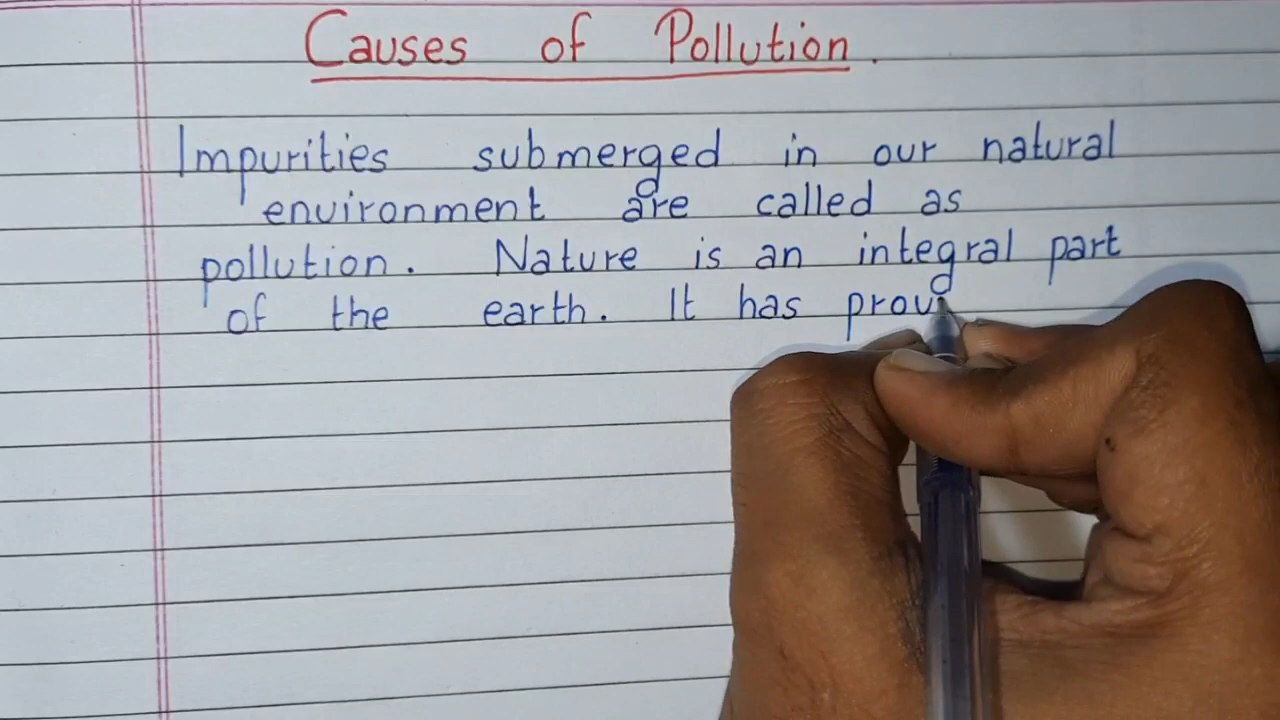 Causes of Pollution.
Impurities submerged in our natural
environment are called as
pollution. Nature is an integral part
of the earth. It has prov